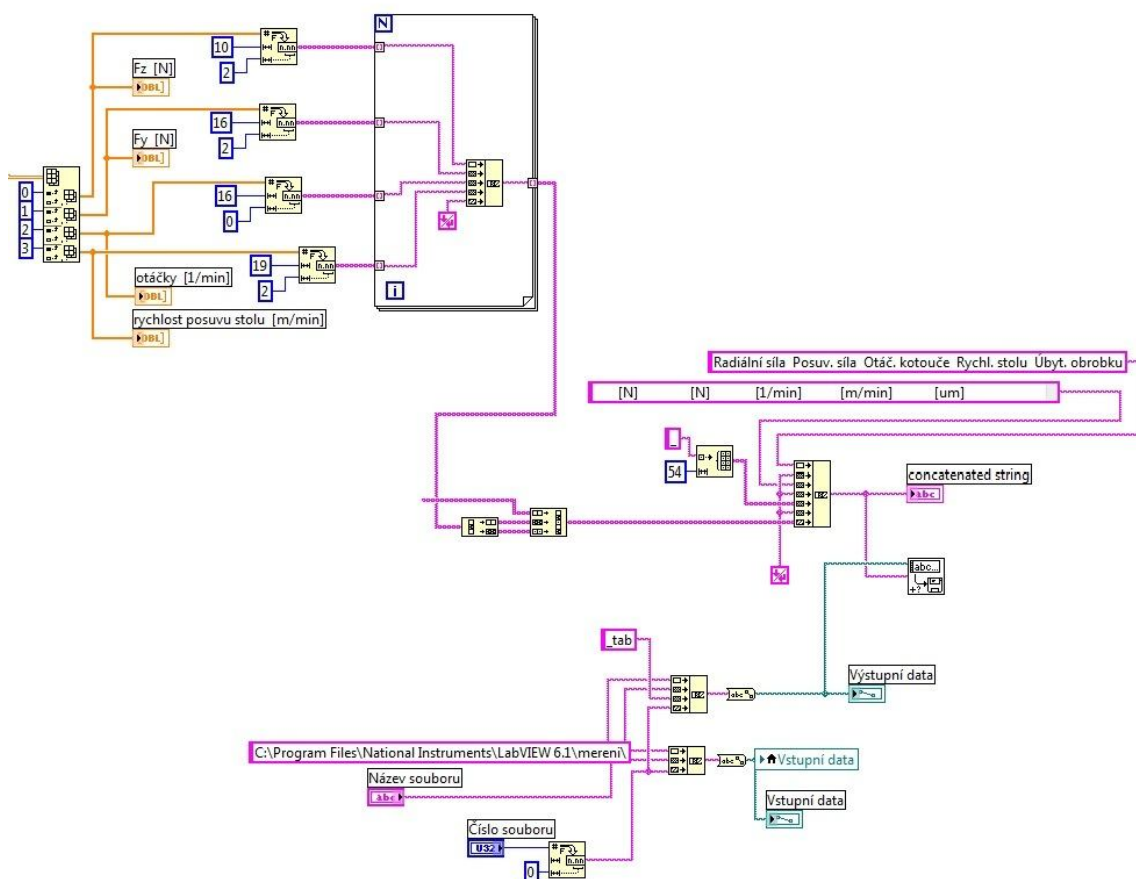 N
10
2
Fz [N]
DBL
16
2
Fy [N]
DBL
0
1
2
3
16
0
19
2
i
otáčky [1/min]
DBL
rychlost posuvu stolu [m/min]
DBL
Radiální síla Posuv. síla Otáč. kotouče Rychl. stolu Úbyt. obrobku
[N] [N] [1/min] [m/min] [um]
_
54
concatenated string
abc
abc...
_tab
Výstupní data
C:\Program Files\National Instruments\LabVIEW 6.1\mereni\
Vstupní data
Název souboru
abc
Vstupní data
Číslo souboru
U32
0